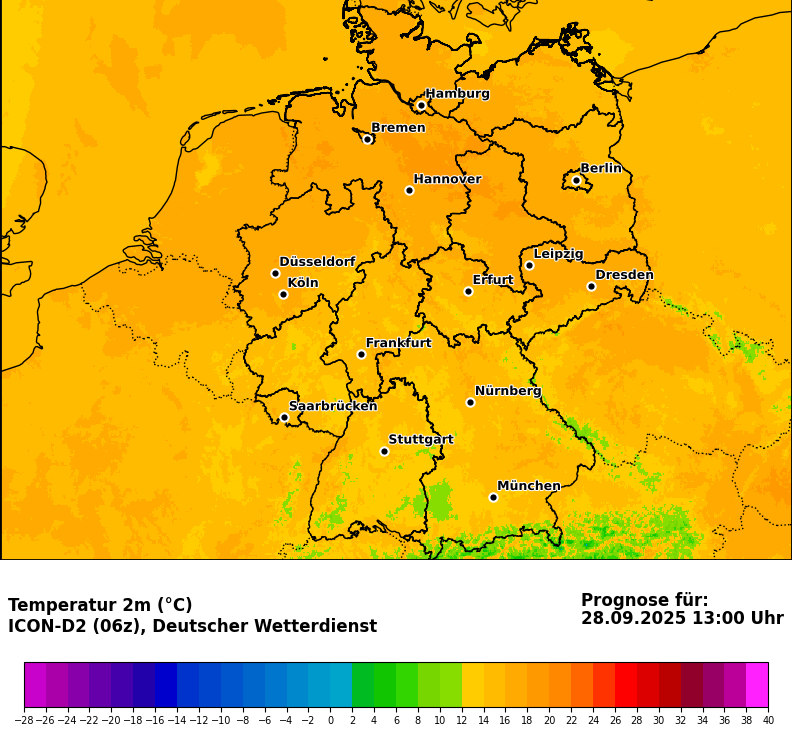 Hamburg
Bremen
Berlin
Hannover
Leipzig
Düsseldorf
Dresden
Erfurt
Köln
Frankfurt
Nürnberg
Saarbrücken
Stuttgart
München
Temperatur 2m (°C)
ICON-D2 (06z), Deutscher Wetterdienst
Prognose für:
28.09.2025 13:00 Uhr
−28 −26 −24 −22 −20 −18 −16 −14 −12 −10 −8 −6 −4 −2 0 2 4 6 8 10 12 14 16 18 20 22 24 26 28 30 32 34 36 38 40